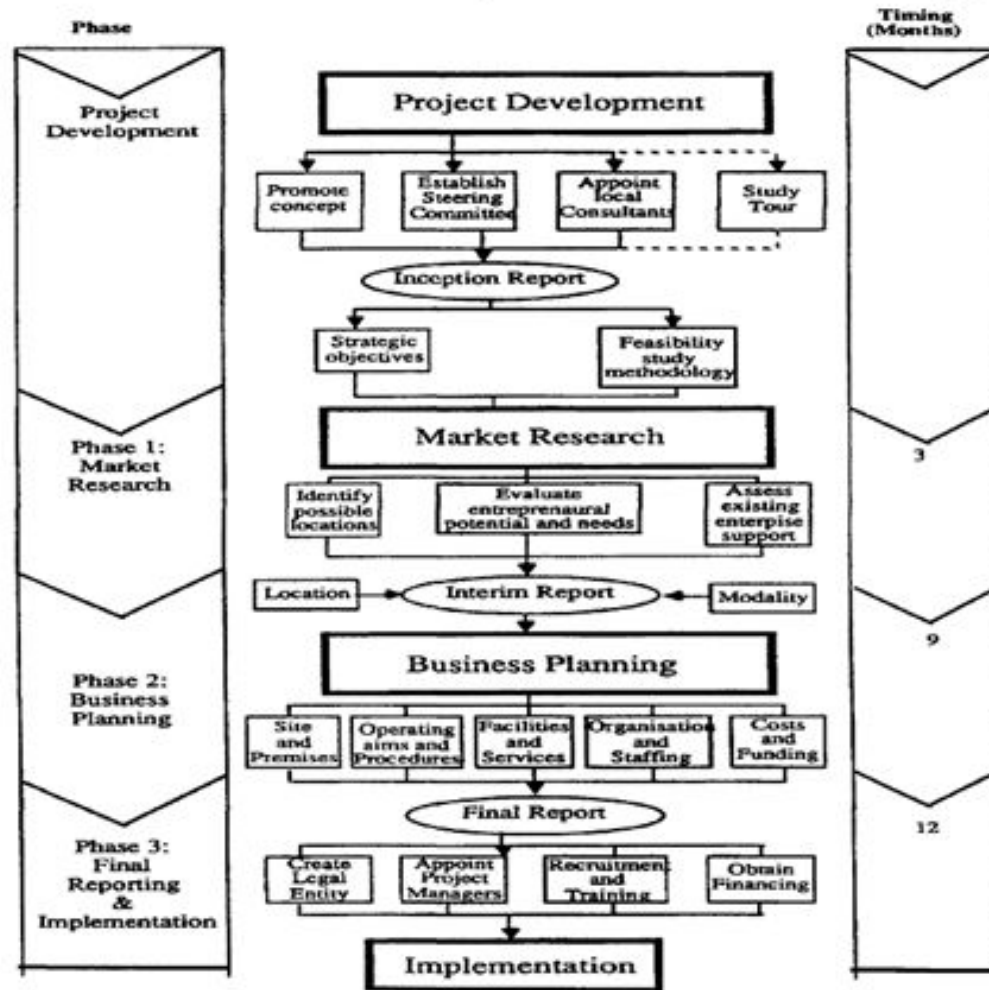 Phase
Timing
(Months)
Project
Development
Project Development
Promote
concept
Establish
Steering
Committee
Appoint
local
Consultants
Study
Tour
Inception Report
Strategic
objectives
Feasibility
study
methodology
Phase 1:
Market
Research
Market Research
3
Identify
possible
locations
Evaluate
entreprenaural
potential and needs
Assess
existing
enterpise
support
Location
Interim Report
Modality
9
Phase 2:
Business
Planning
Business Planning
Site
and
Premises
Operating
aims and
Procedures
Facilities
and
Services
Organisation
and
Staffing
Costs
and
Funding
Final Report
12
Phase 3:
Final
Reporting
&
Implementation
Create
Legal
Entity
Appoint
Project
Managers
Recruitment
and
Training
Obtain
Financing
Implementation